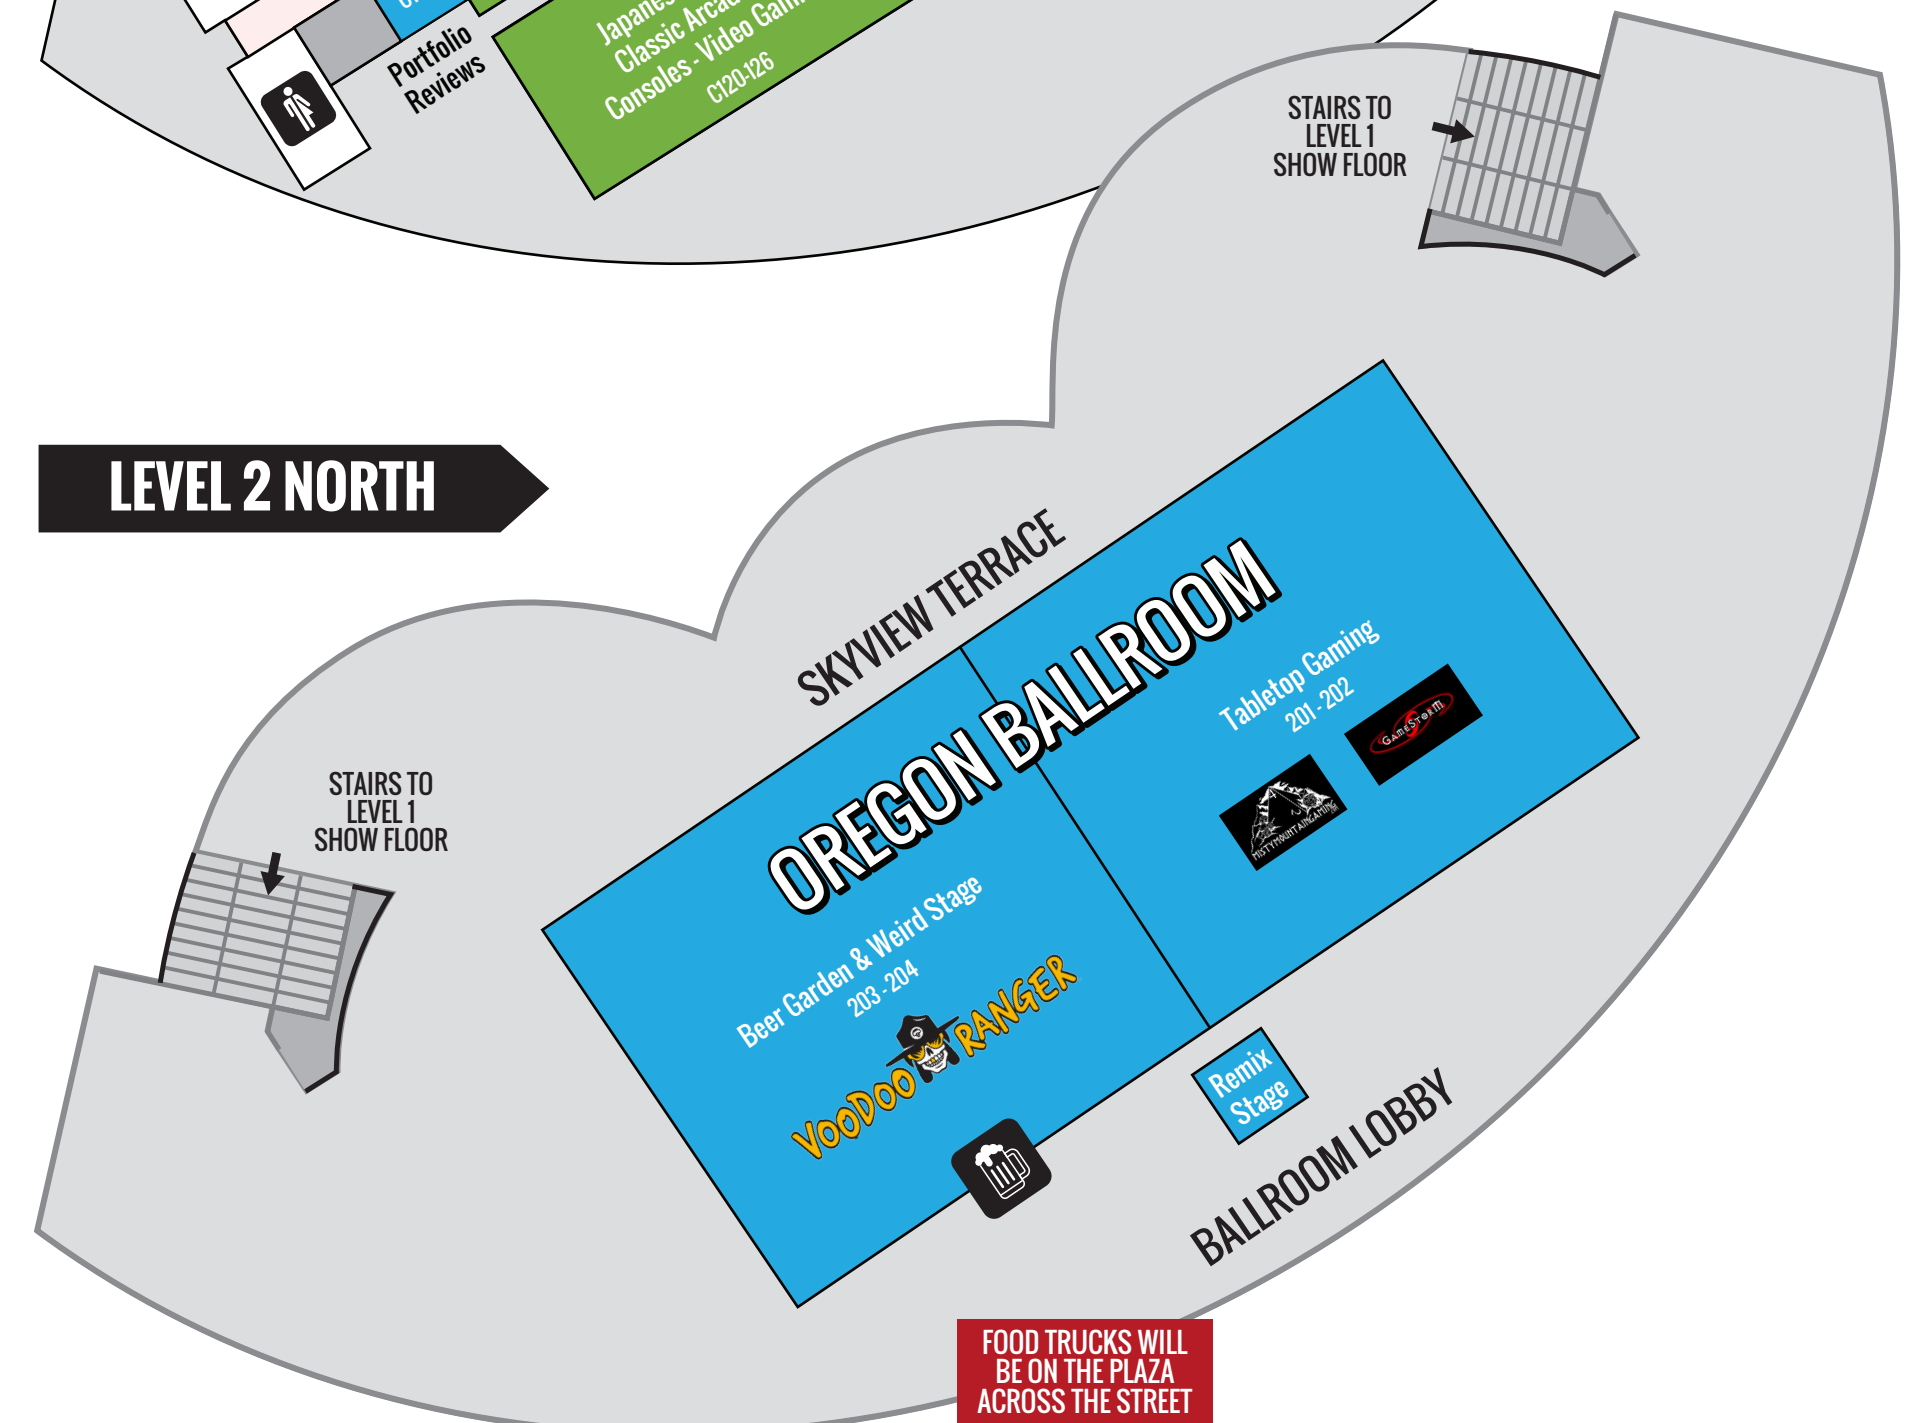 Portfolio
Reviews
Classic
Consoles - Video
C120-126
STAIRS TO
LEVEL 1
SHOW FLOOR
LEVEL 2 NORTH
SKYVIEW TERRACE
OREGON BALLROOM
Tabletop Gaming
201 - 202
GAMESTORM
MISTYMOUNTAINGAMING
STAIRS TO
LEVEL 1
SHOW FLOOR
Beer Garden & Weird Stage
203 - 204
VOODOO RANGER
Remix
Stage
BALLROOM LOBBY
FOOD TRUCKS WILL
BE ON THE PLAZA
ACROSS THE STREET